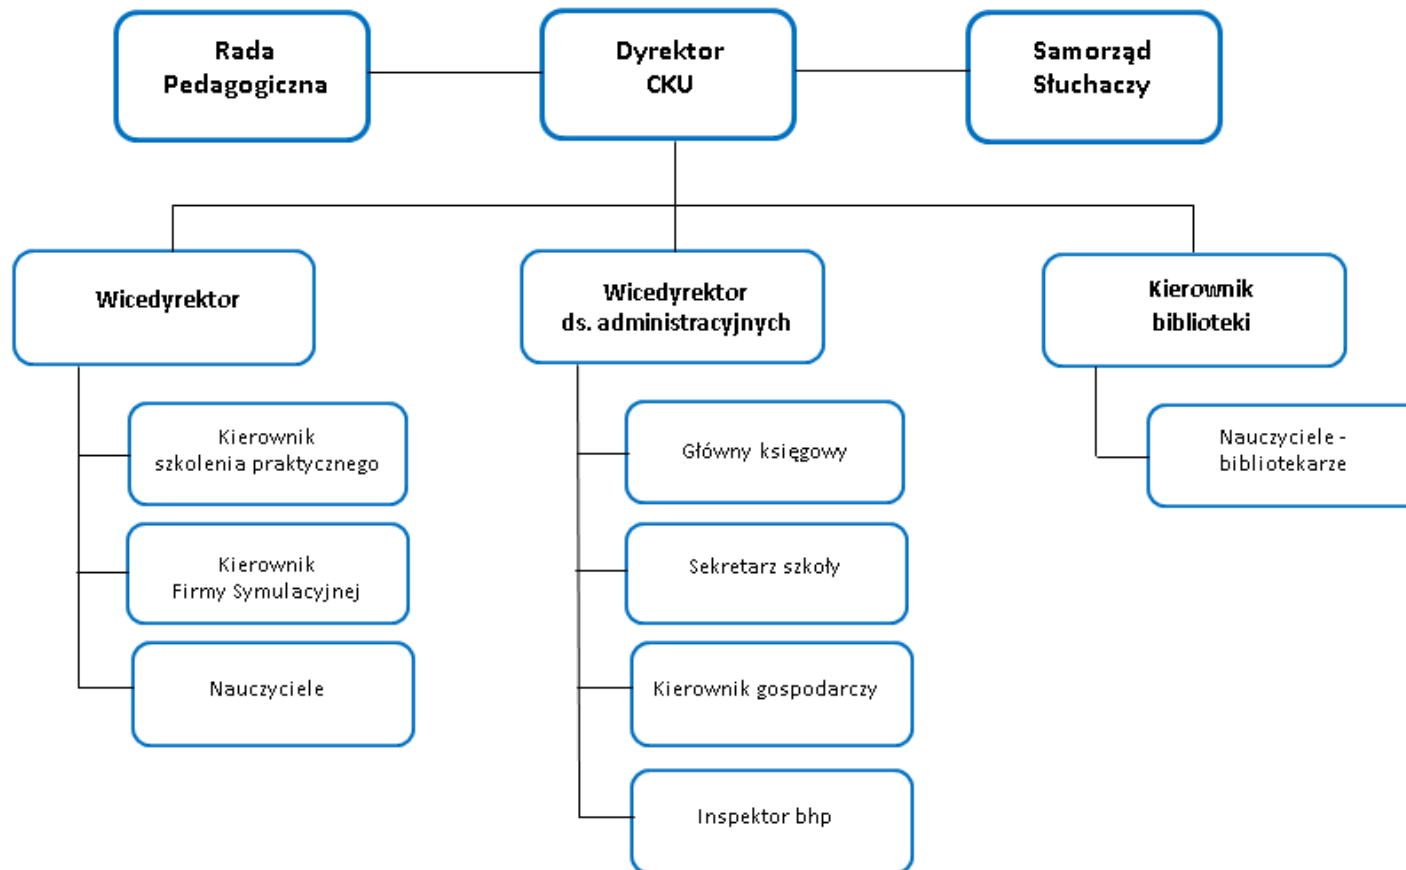 Rada
Pedagogiczna
Dyrektor
CKU
Samorząd
Słuchaczy
Wicedyrektor
Wicedyrektor
ds. administracyjnych
Kierownik
biblioteki
Kierownik
szkolenia praktycznego
Kierownik
Firmy Symulacyjnej
Nauczyciele
Główny księgowy
Sekretarz szkoły
Kierownik gospodarczy
Inspektor bhp
Nauczyciele -
bibliotekarze